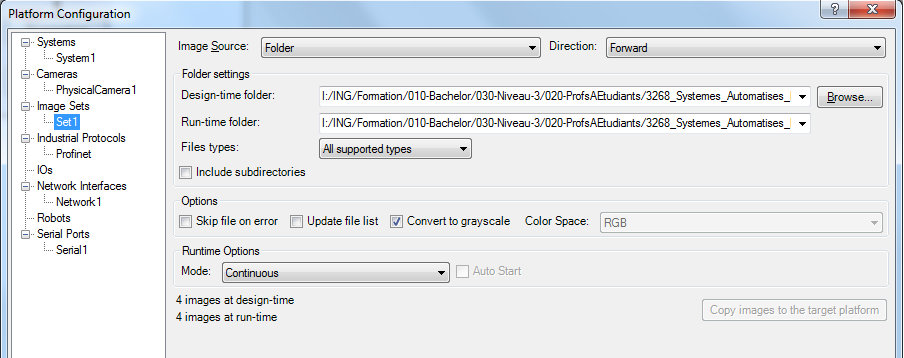 Platform Configuration
Systems
System1
Cameras
PhysicalCamera1
Image Sets
Set1
Industrial Protocols
Profinet
IOs
Network Interfaces
Network1
Robots
Serial Ports
Serial1
Image Source: Folder Direction: Forward
Folder settings
Design-time folder: I:/ING/Formation/010-Bachelor/030-Niveau-3/020-ProfsAEtudiants/3268_Systemes_Automatises_ Browse...
Run-time folder: I:/ING/Formation/010-Bachelor/030-Niveau-3/020-ProfsAEtudiants/3268_Systemes_Automatises_
Files types: All supported types
Include subdirectories
Options
Skip file on error Update file list Convert to grayscale Color Space: RGB
Runtime Options
Mode: Continuous Auto Start
4 images at design-time
4 images at run-time
Copy images to the target platform